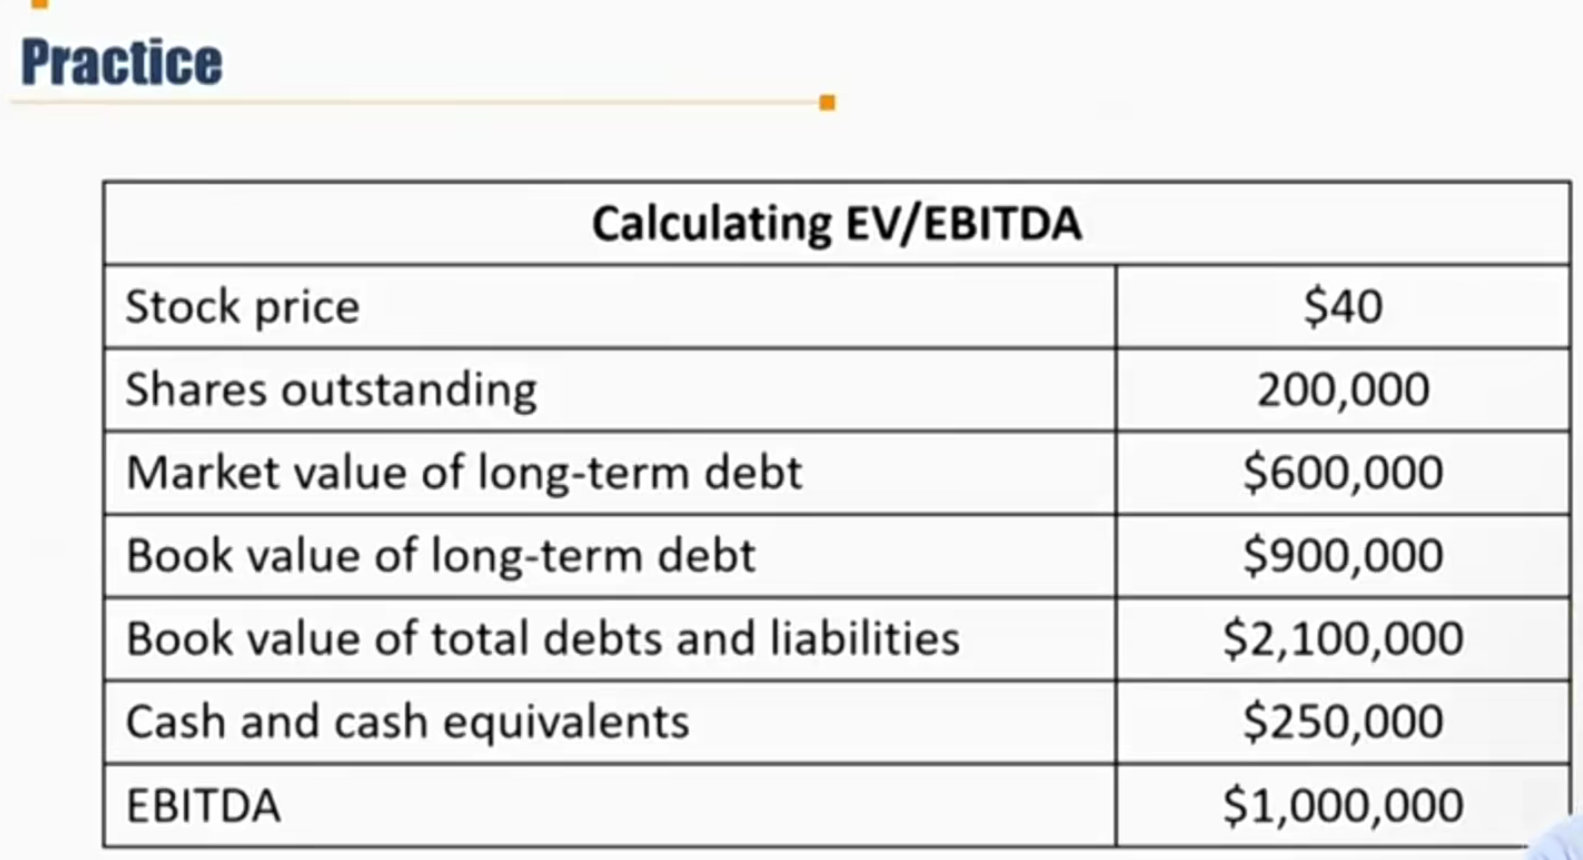 Practice
Calculating EV/EBITDA
Stock price $40
Shares outstanding 200,000
Market value of long-term debt $600,000
Book value of long-term debt $900,000
Book value of total debts and liabilities $2,100,000
Cash and cash equivalents $250,000
EBITDA $1,000,000